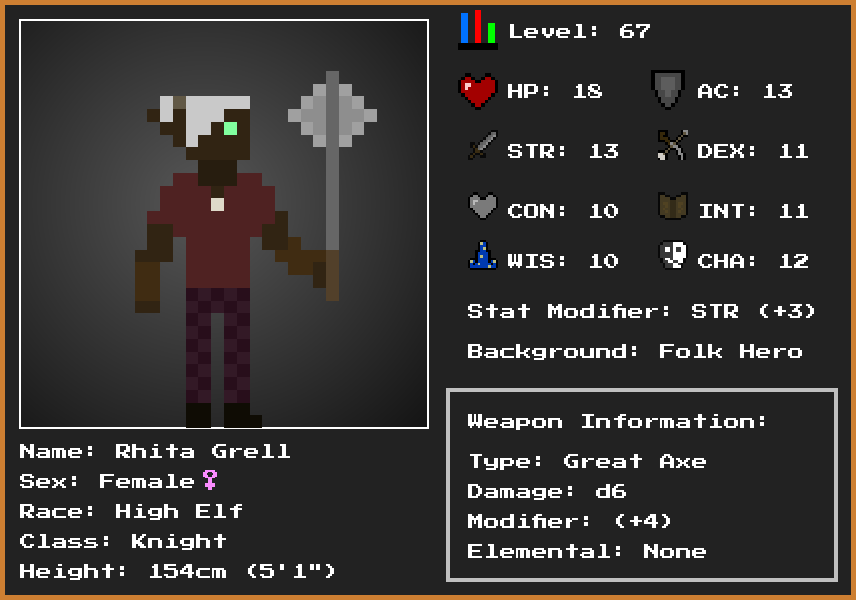 Level: 67
HP: 18
AC: 13
STR: 13
DEX: 11
CON: 10
INT: 11
WIS: 10
CHA: 12
Stat Modifier: STR (+3)
Background: Folk Hero
Weapon Information:
Type: Great Axe
Damage: d6
Modifier: (+4)
Elemental: None
Name: Rhita Grell
Sex: Female♀
Race: High Elf
Class: Knight
Height: 154cm (5'1")